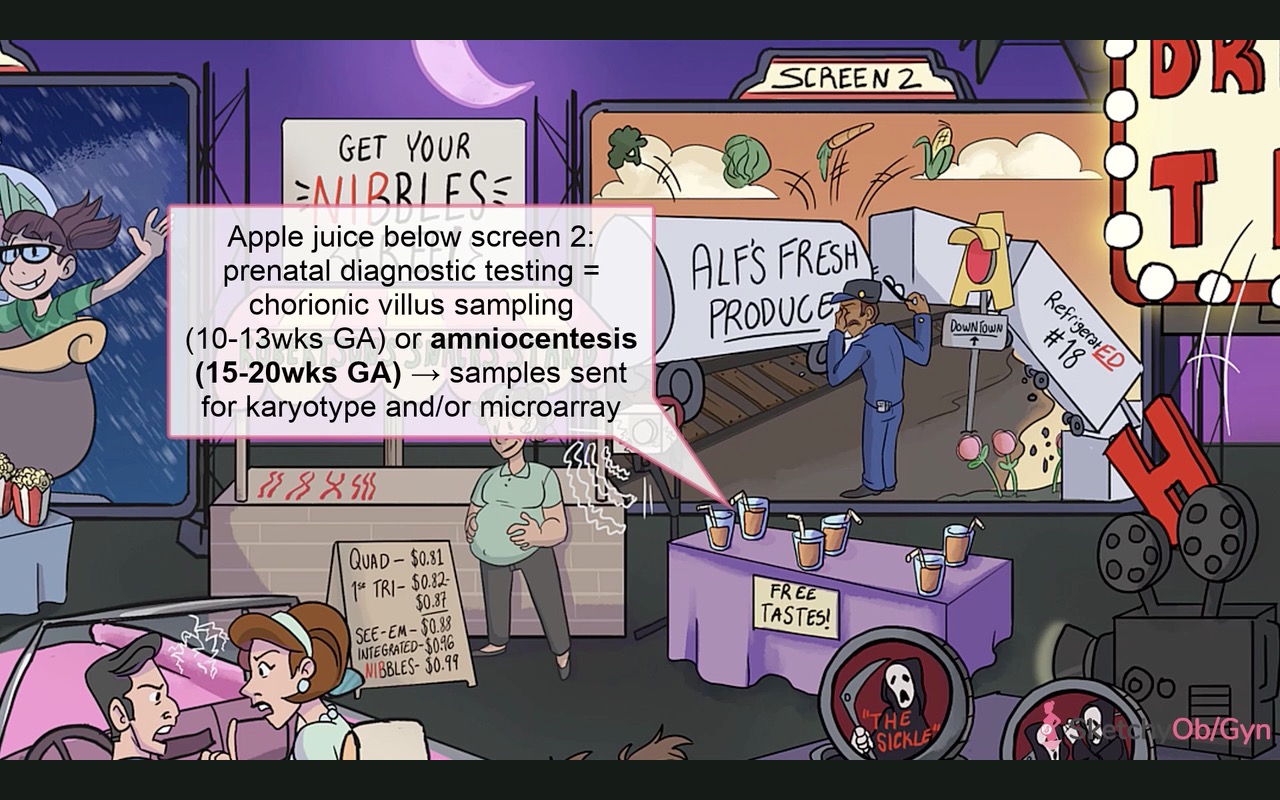 SCREEN 2
DR
T
GET YOUR
NIBBLES
Apple juice below screen 2:
prenatal diagnostic testing =
chorionic villus sampling
(10-13wks GA) or amniocentesis
(15-20wks GA) → samples sent
for karyotype and/or microarray
ALF'S FRESH
PRODUCE
DOWNTOWN
RefrigeratED
#18
H
QUAD - $0.81
1st TRI - $0.82-
$0.87
SEE-EM - $0.88
INTEGRATED - $0.96
NIBBLES - $0.99
FREE
TASTES!
"THE
SICKLE"
SketchyOb/Gyn